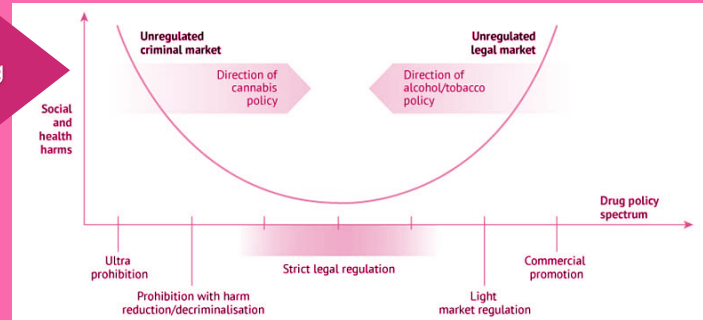 g
Unregulated
criminal market
Unregulated
legal market
Direction of
cannabis
policy
Direction of
alcohol/tobacco
policy
Social
and
health
harms
Drug policy
spectrum
Ultra
prohibition
Prohibition with harm
reduction/decriminalisation
Strict legal regulation
Light
market regulation
Commercial
promotion